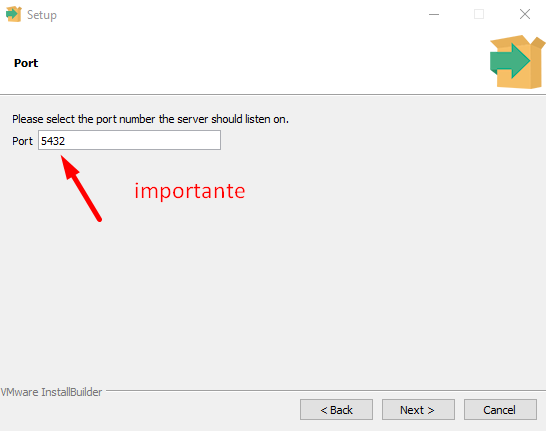 Setup
Port
Please select the port number the server should listen on.
Port 5432
importante
VMware InstallBuilder
< Back Next > Cancel